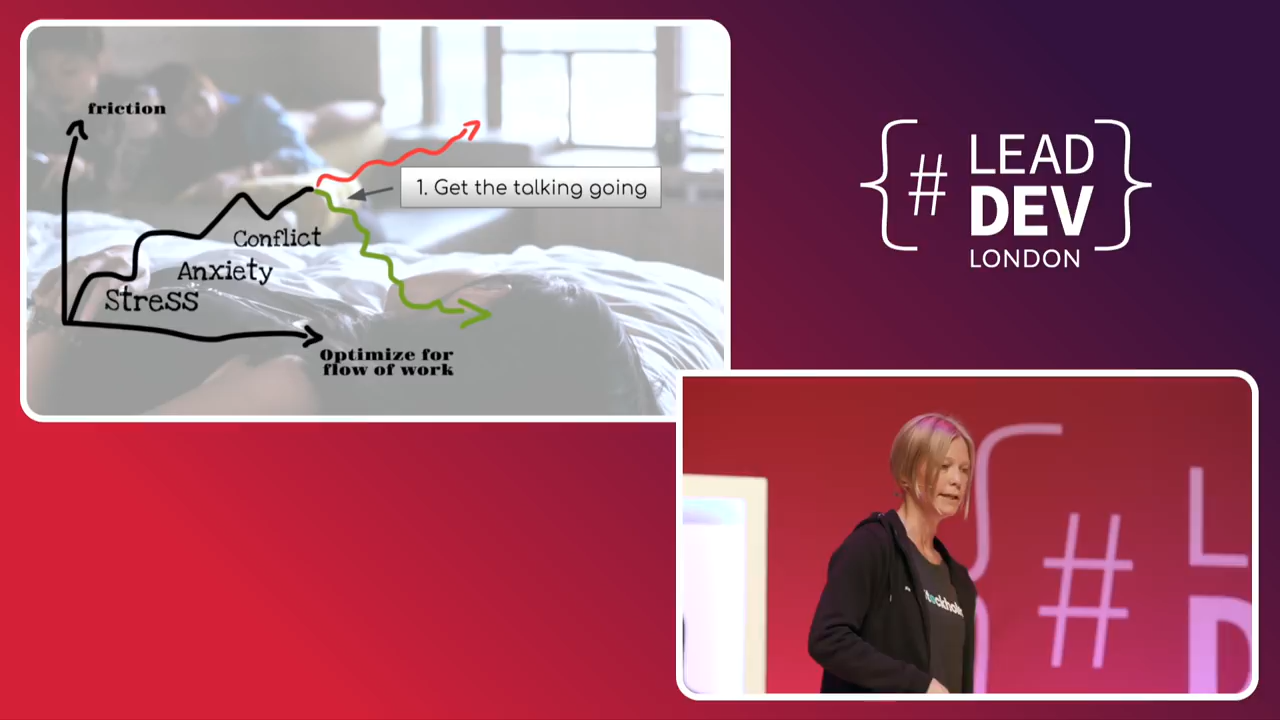 friction
1. Get the talking going
Conflict
Anxiety
Stress
Optimize for
flow of work
# LEAD
DEV
LONDON
#
L
D